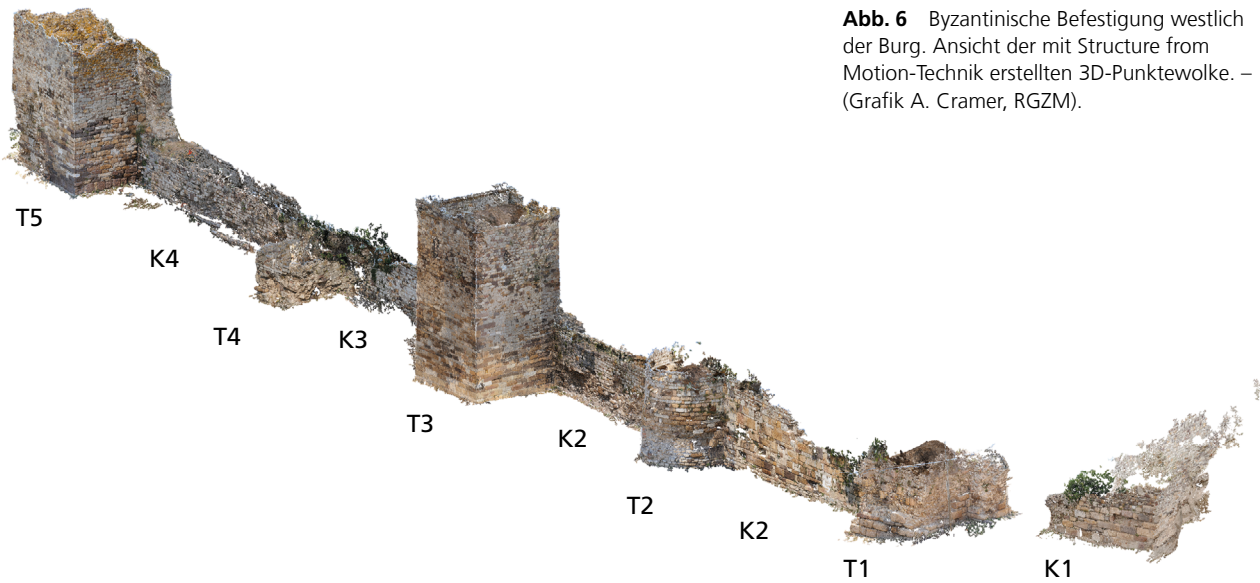 Abb. 6 Byzantinische Befestigung westlich
der Burg. Ansicht der mit Structure from
Motion-Technik erstellten 3D-Punktewolke. –
(Grafik A. Cramer, RGZM).
T5
K4
T4
K3
T3
K2
T2
K2
T1
K1